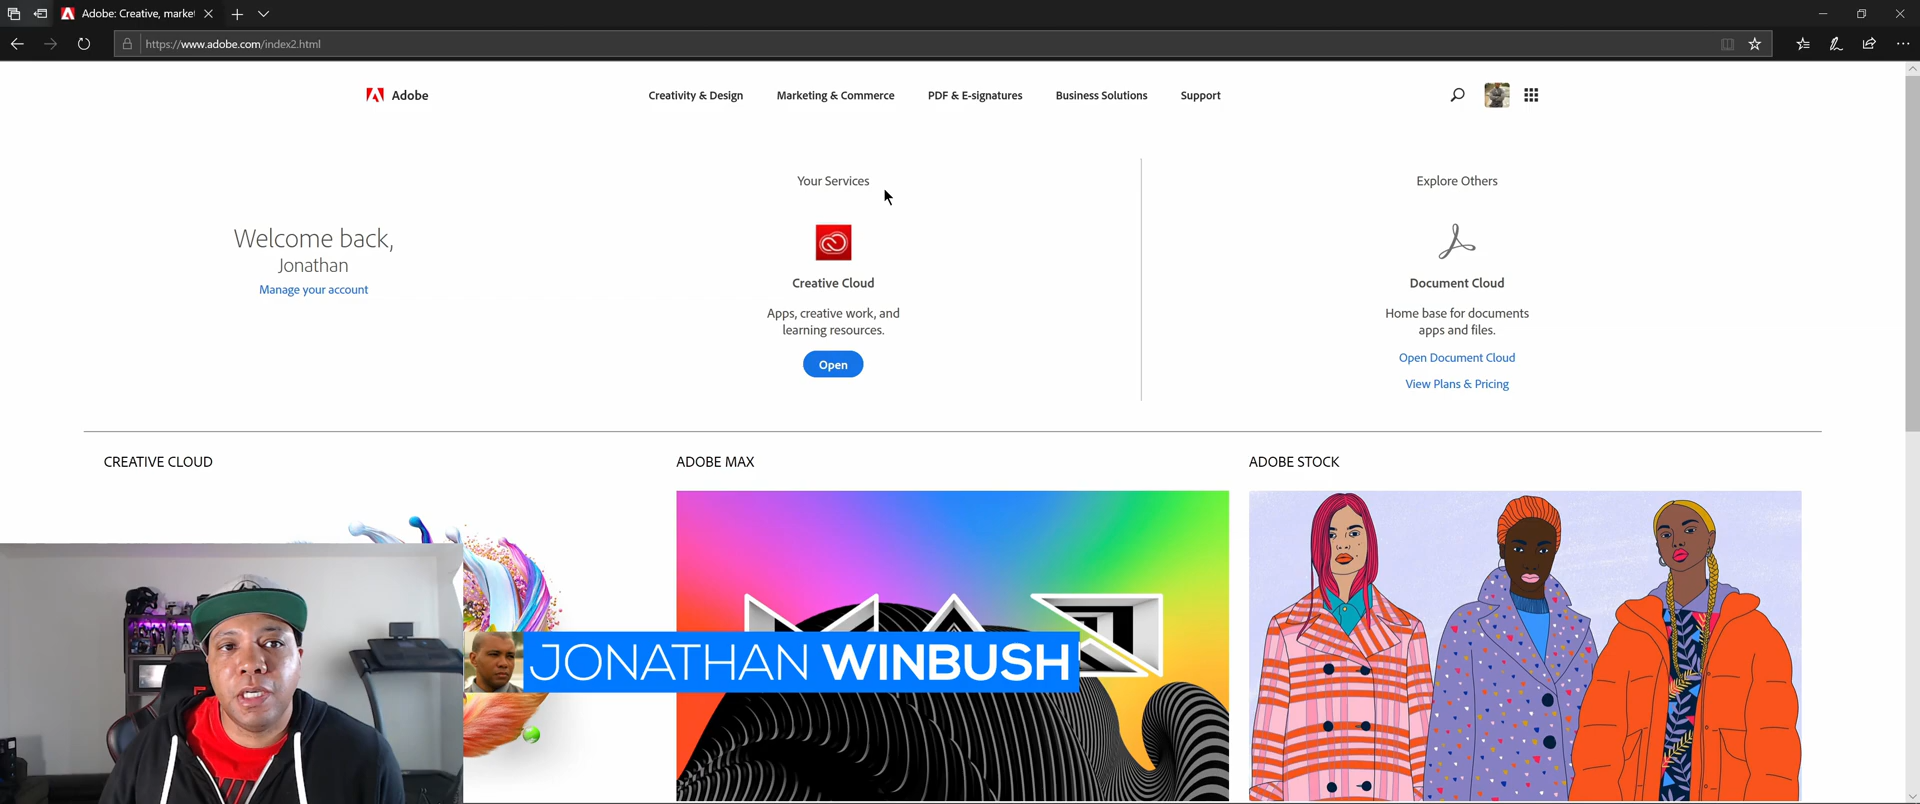 Adobe: Creative, marke
https://www.adobe.com/index2.html
Adobe
Creativity & Design
Marketing & Commerce
PDF & E-signatures
Business Solutions
Support
Welcome back,
Jonathan
Manage your account
Your Services
Creative Cloud
Apps, creative work, and
learning resources.
Open
Explore Others
Document Cloud
Home base for documents
apps and files.
Open Document Cloud
View Plans & Pricing
CREATIVE CLOUD
ADOBE MAX
ADOBE STOCK
MAX
JONATHAN WINBUSH